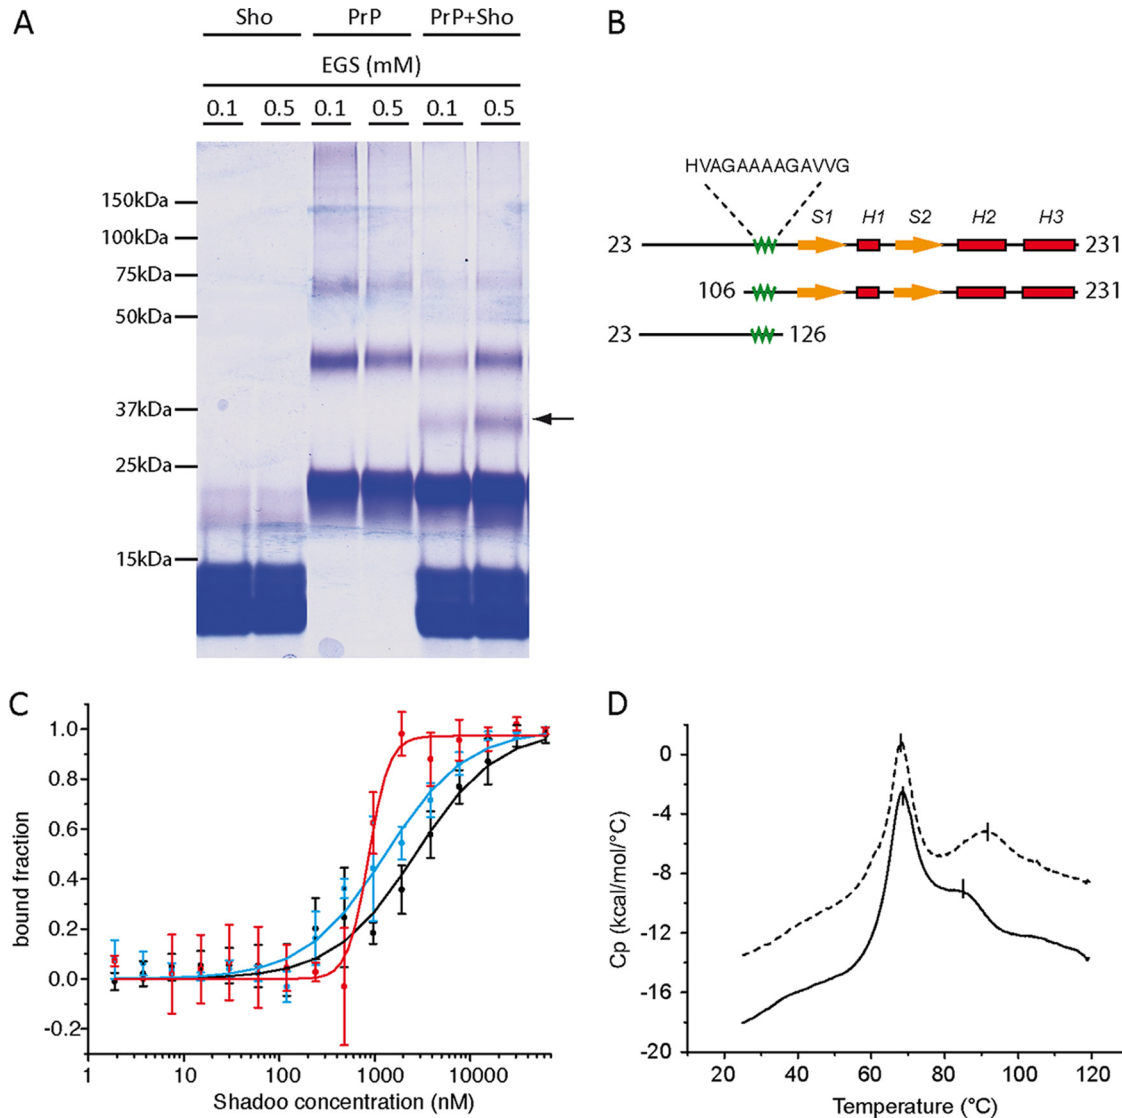 A
Sho PrP PrP+Sho
EGS (mM)
0.1 0.5 0.1 0.5 0.1 0.5
150kDa
100kDa
75kDa
50kDa
37kDa
25kDa
15kDa
B
HVAGAAAAGAVVG
S1 H1 S2 H2 H3
23 231
106 231
23 126
C
bound fraction
1.0
0.8
0.6
0.4
0.2
0.0
-0.2
1 10 100 1000 10000
Shadoo concentration (nM)
D
Cp (kcal/mol/°C)
0
-4
-8
-12
-16
-20
20 40 60 80 100 120
Temperature (°C)